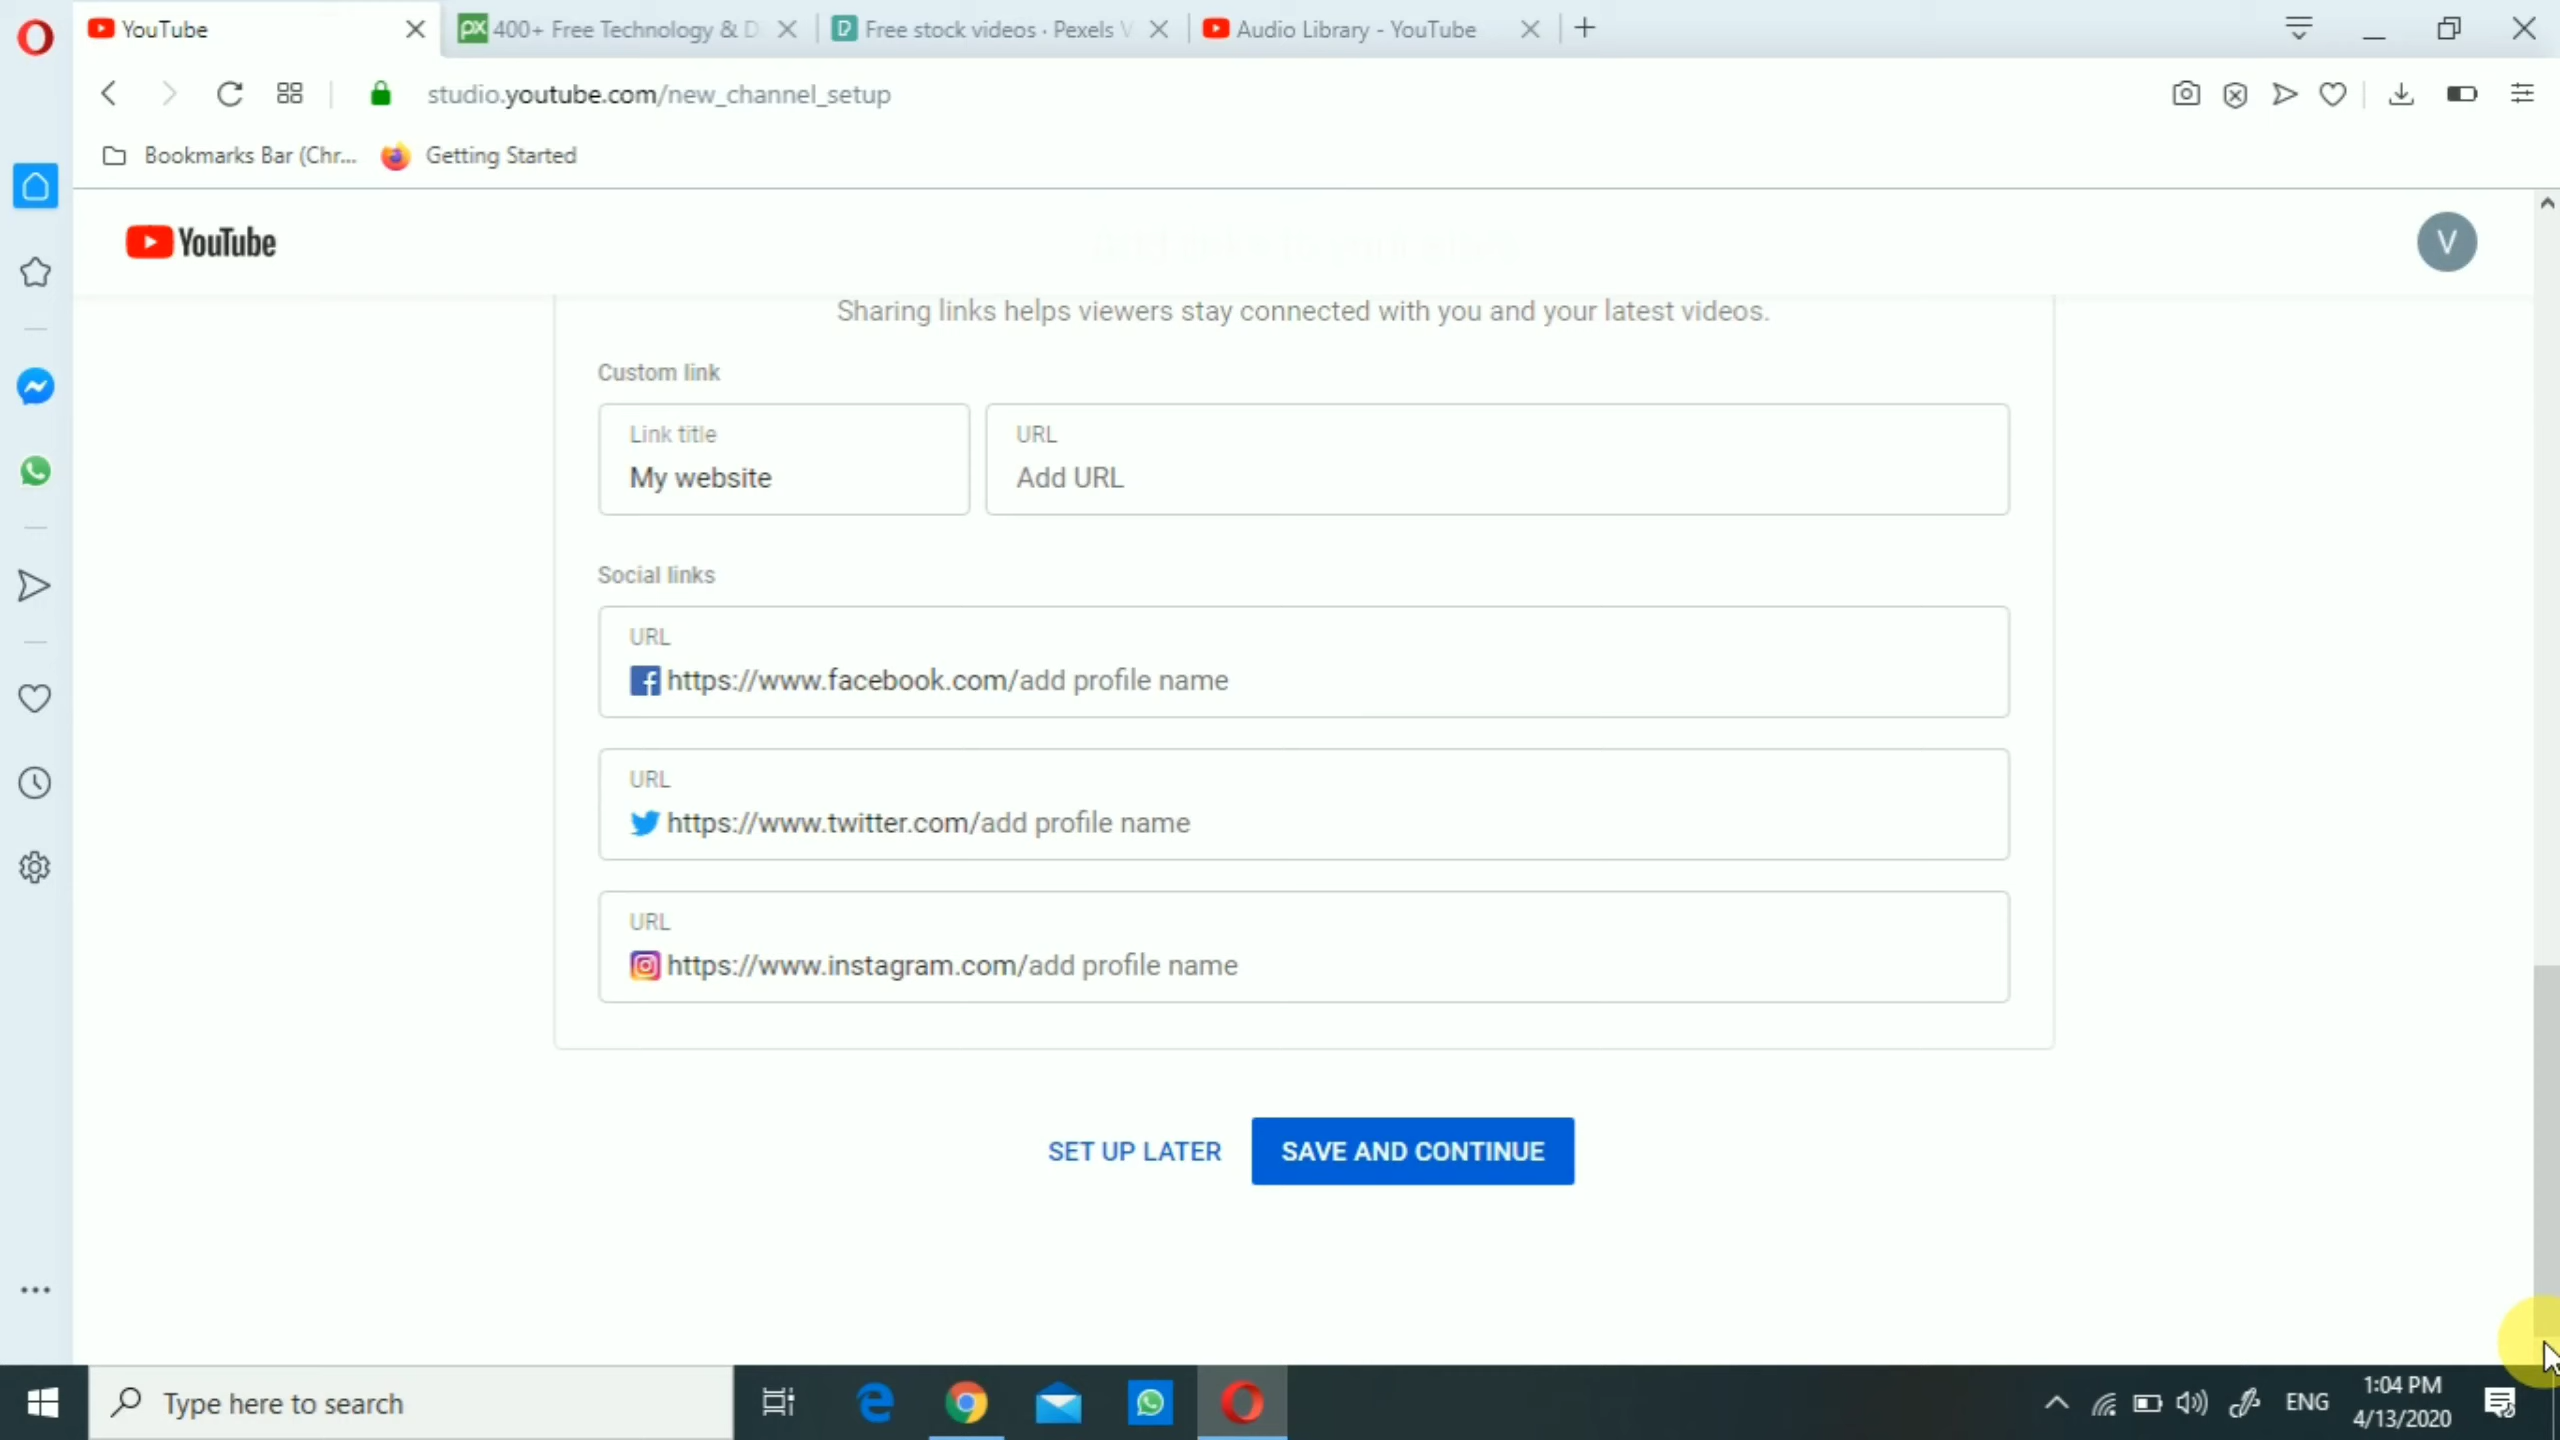 YouTube
400+ Free Technology & D
Free stock videos · Pexels V
Audio Library - YouTube
studio.youtube.com/new_channel_setup
Bookmarks Bar (Chr...
Getting Started
YouTube
V
Sharing links helps viewers stay connected with you and your latest videos.
Custom link
Link title
My website
URL
Add URL
Social links
URL
https://www.facebook.com/add profile name
URL
https://www.twitter.com/add profile name
URL
https://www.instagram.com/add profile name
SET UP LATER
SAVE AND CONTINUE
Type here to search
ENG
1:04 PM
4/13/2020